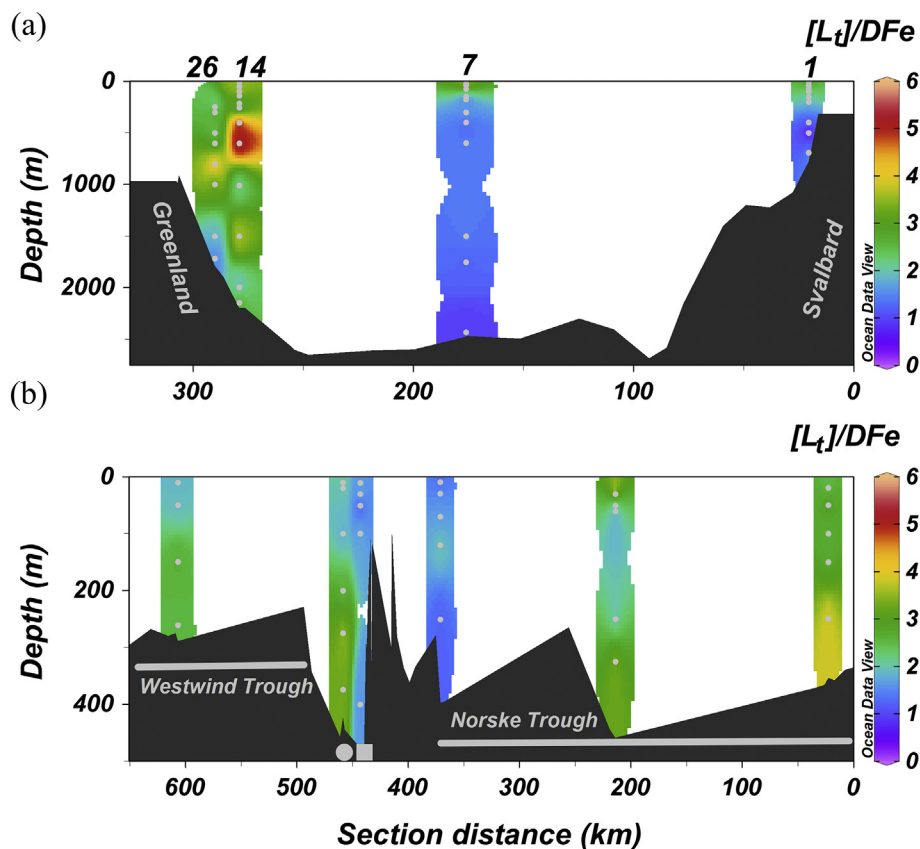 (a)
[Lt]/DFe
26 14 7 1
0
1000
2000
Depth (m)
Greenland
Svalbard
Ocean Data View
6
5
4
3
2
1
0
300 200 100 0
(b)
[Lt]/DFe
0
200
400
Depth (m)
Westwind Trough
Norske Trough
Ocean Data View
6
5
4
3
2
1
0
600 500 400 300 200 100 0
Section distance (km)